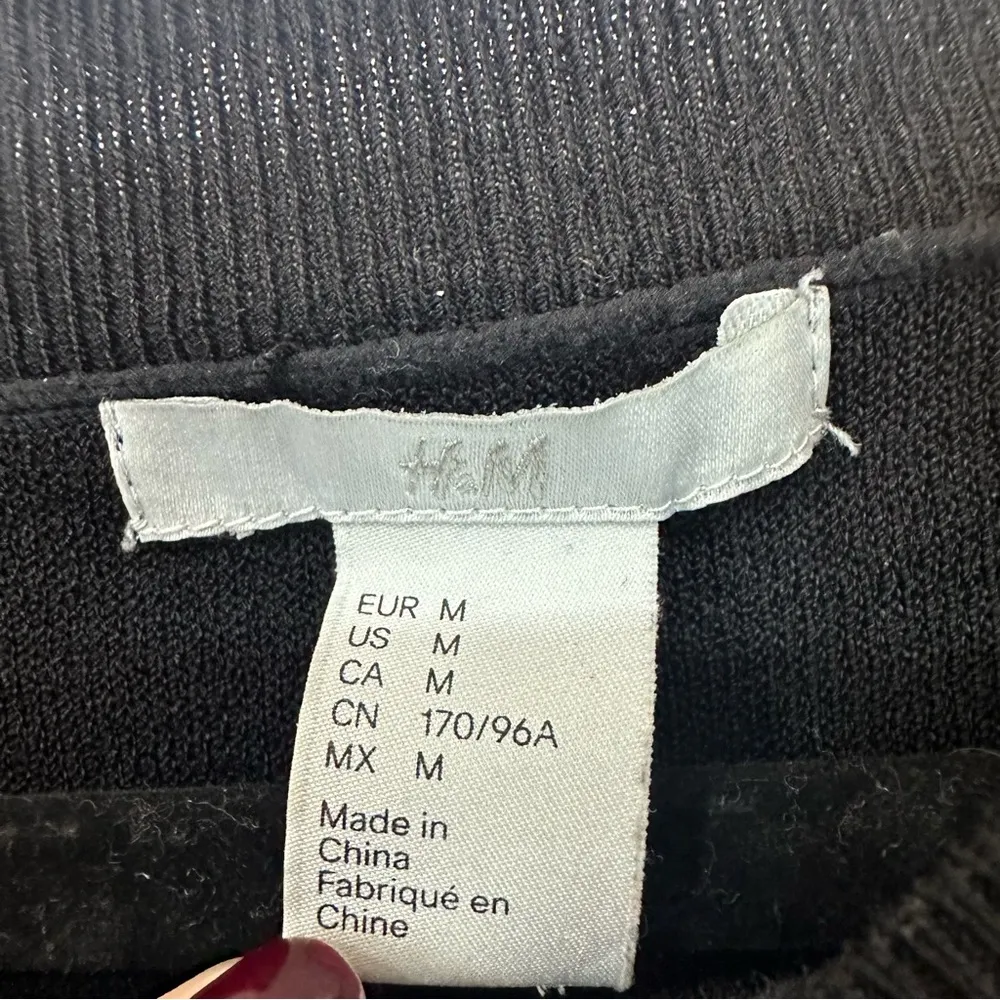 H&M
EUR M
US M
CA M
CN 170/96A
MX M
Made in
China
Fabriqué en
Chine